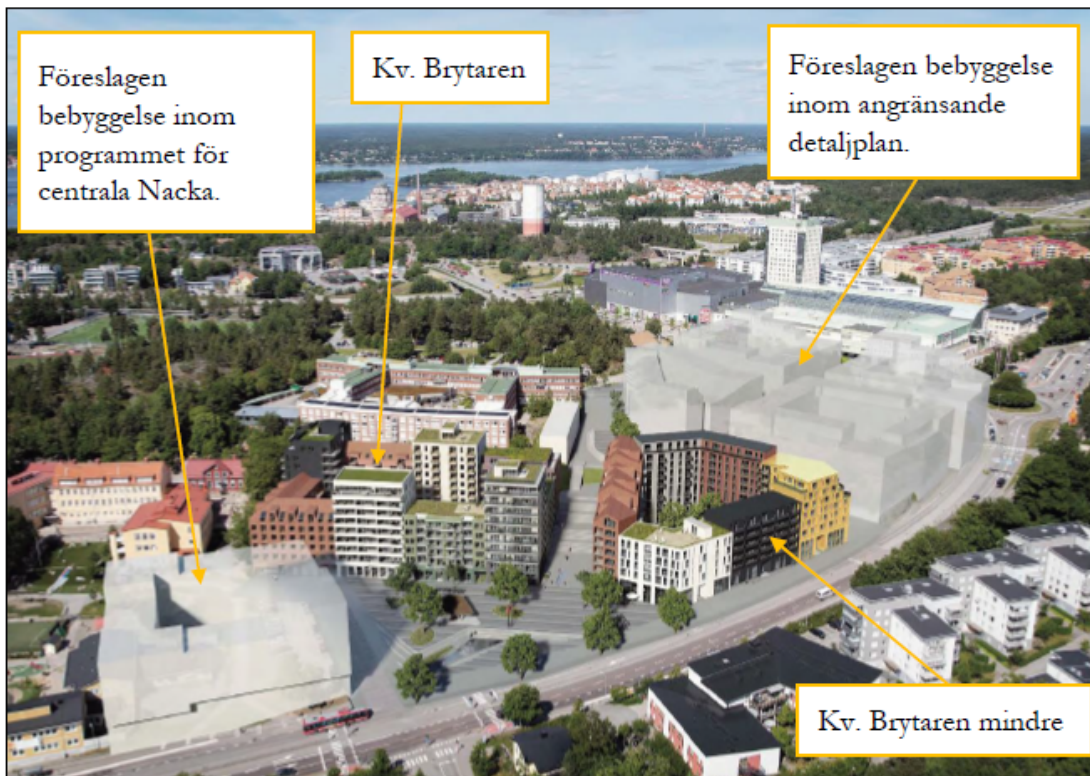 Föreslagen
bebyggelse inom
programmet för
centrala Nacka.
Kv. Brytaren
Föreslagen bebyggelse
inom angränsande
detaljplan.
Kv. Brytaren mindre